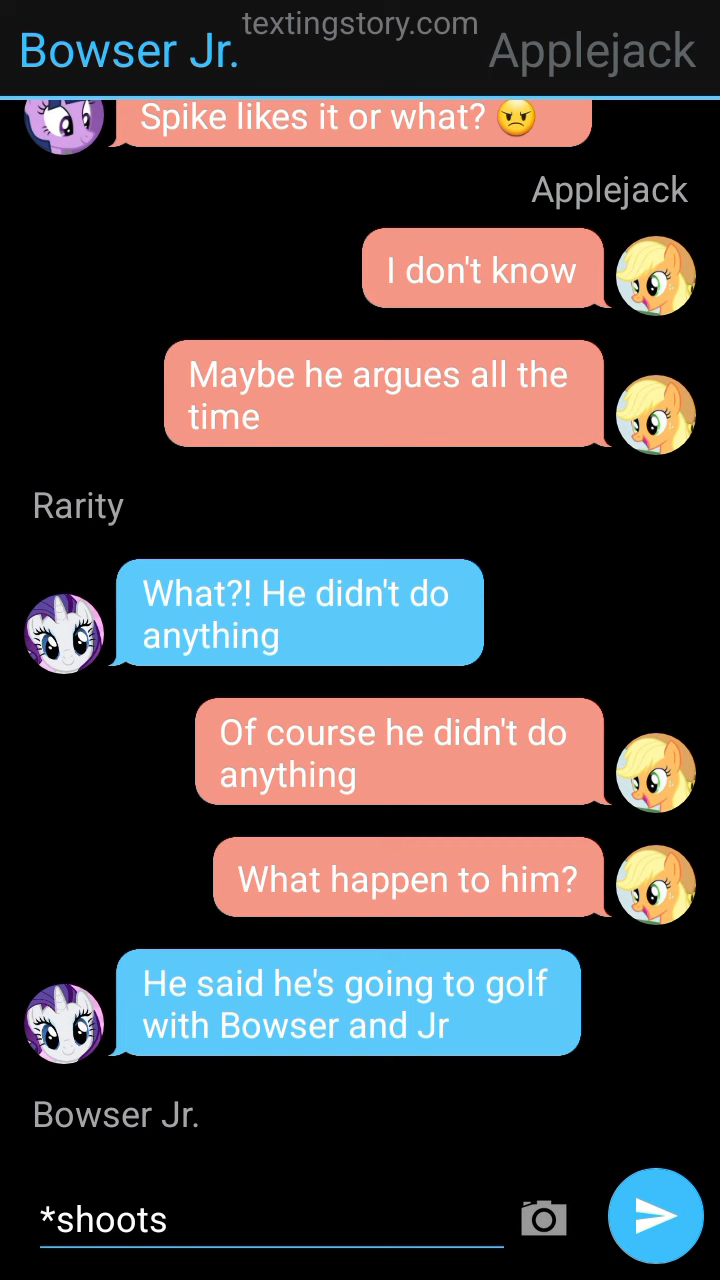 textingstory.com
Bowser Jr.
Applejack
Spike likes it or what? 😠
Applejack
I don't know
Maybe he argues all the
time
Rarity
What?! He didn't do
anything
Of course he didn't do
anything
What happen to him?
He said he's going to golf
with Bowser and Jr
Bowser Jr.
*shoots